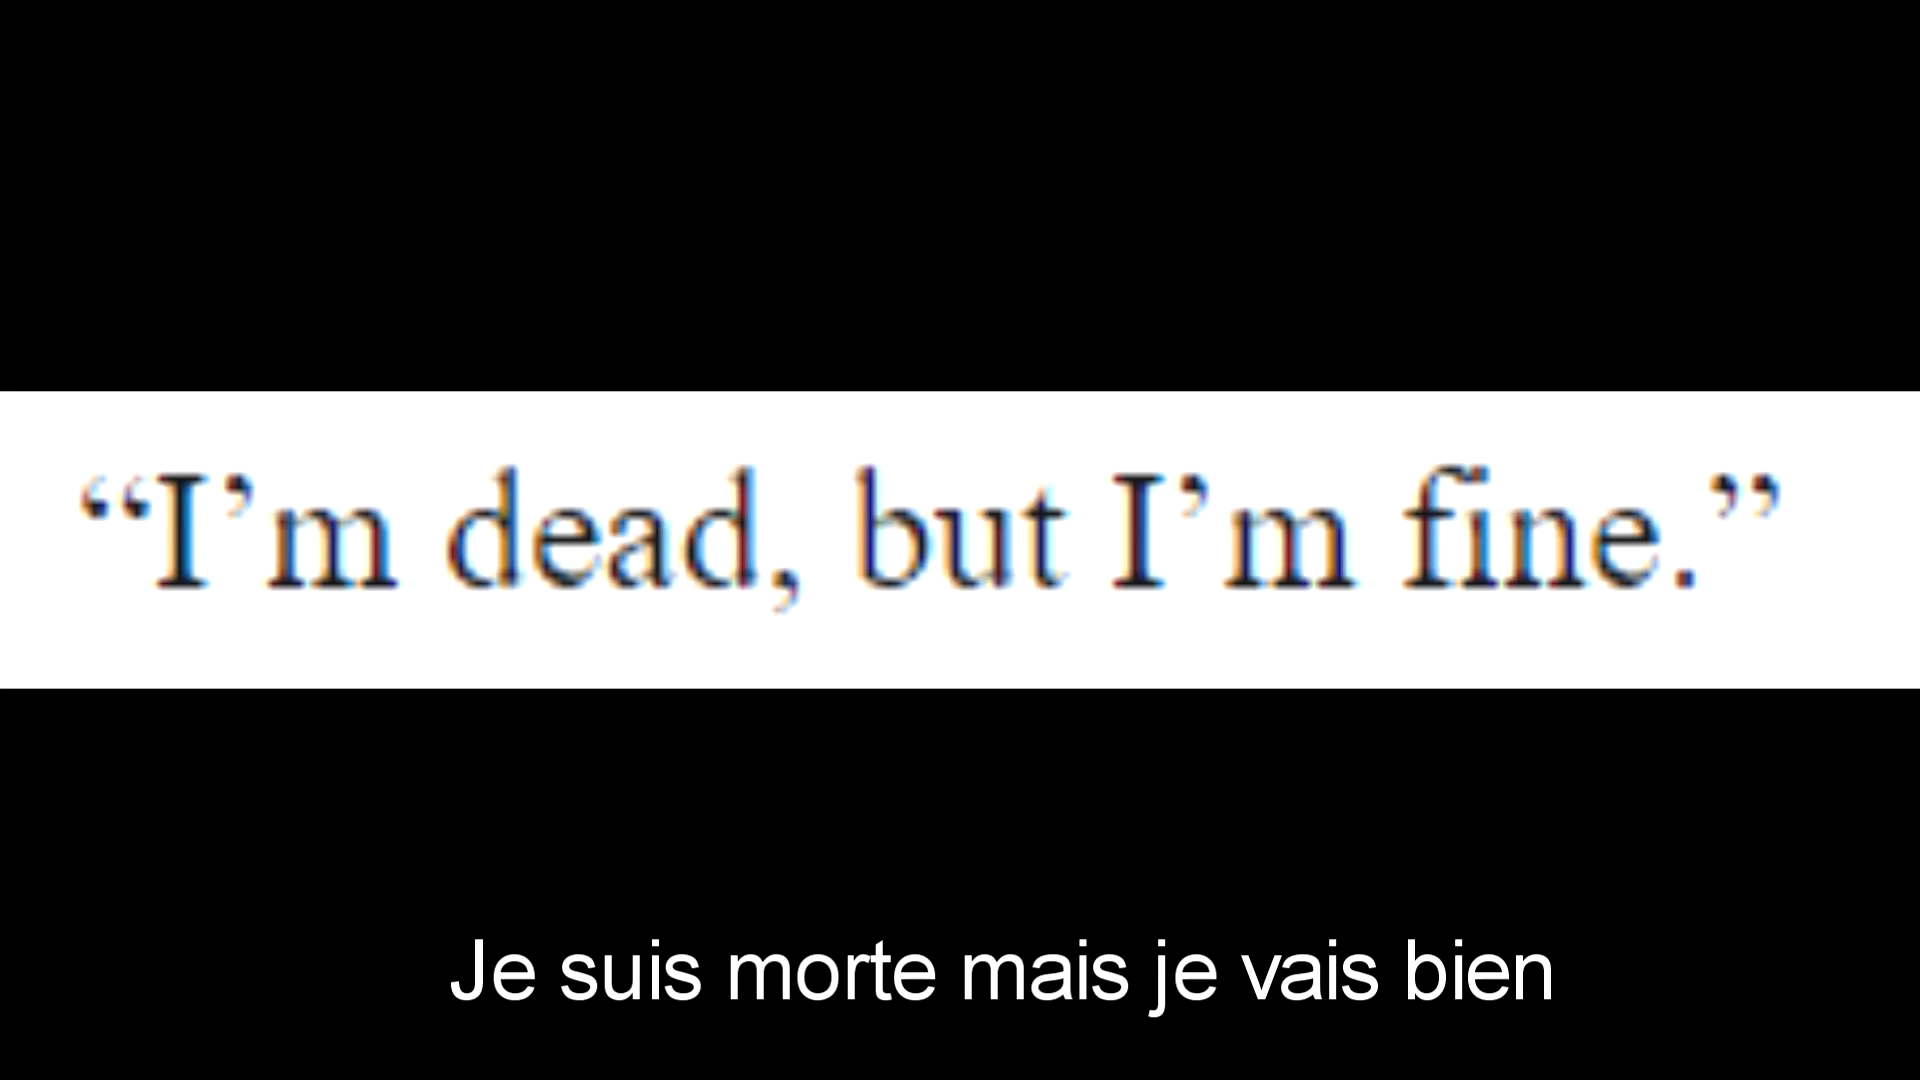 “I’m dead, but I’m fine.”
Je suis morte mais je vais bien